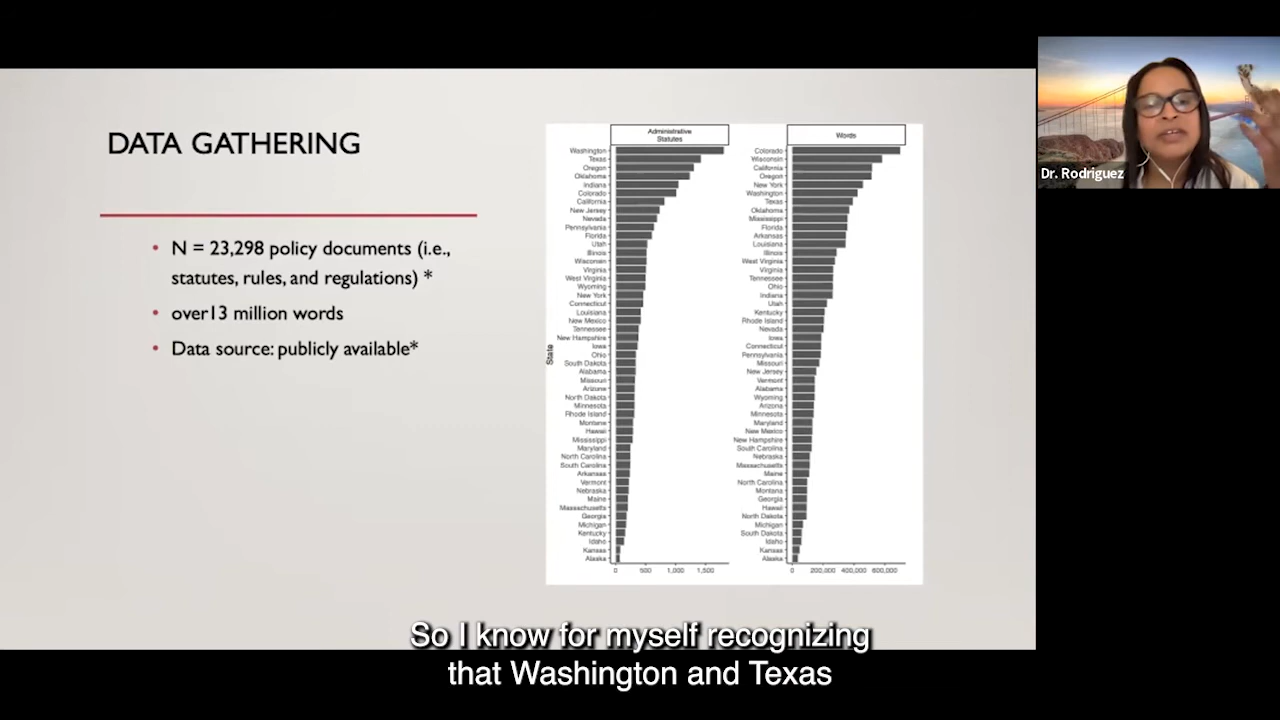 DATA GATHERING
• N = 23,298 policy documents (i.e.,
statutes, rules, and regulations) *
• over13 million words
• Data source: publicly available*
Administrative
Statutes
State
Washington
Texas
Oregon
Oklahoma
Indiana
Colorado
California
New Jersey
Nevada
Pennsylvania
Florida
Utah
Illinois
Wisconsin
Virginia
West Virginia
Wyoming
New York
Connecticut
Louisiana
New Mexico
Tennessee
New Hampshire
Iowa
Ohio
South Dakota
Alabama
Missouri
Arizona
North Dakota
Minnesota
Rhode Island
Montana
Hawaii
Mississippi
Maryland
North Carolina
South Carolina
Arkansas
Vermont
Nebraska
Maine
Massachusetts
Georgia
Michigan
Kentucky
Idaho
Kansas
Alaska
0 500 1,000 1,500
Words
Colorado
Wisconsin
California
Oregon
New York
Washington
Texas
Oklahoma
Mississippi
Florida
Arkansas
Louisiana
Illinois
West Virginia
Virginia
Tennessee
Ohio
Indiana
Utah
Kentucky
Rhode Island
Nevada
Iowa
Connecticut
Pennsylvania
Missouri
New Jersey
Vermont
Alabama
Wyoming
Arizona
Minnesota
Maryland
New Mexico
New Hampshire
South Carolina
Nebraska
Massachusetts
Maine
North Carolina
Montana
Georgia
Hawaii
North Dakota
Michigan
South Dakota
Idaho
Kansas
Alaska
0 200,000 400,000 600,000
Dr. Rodriguez
So I know for myself recognizing
that Washington and Texas